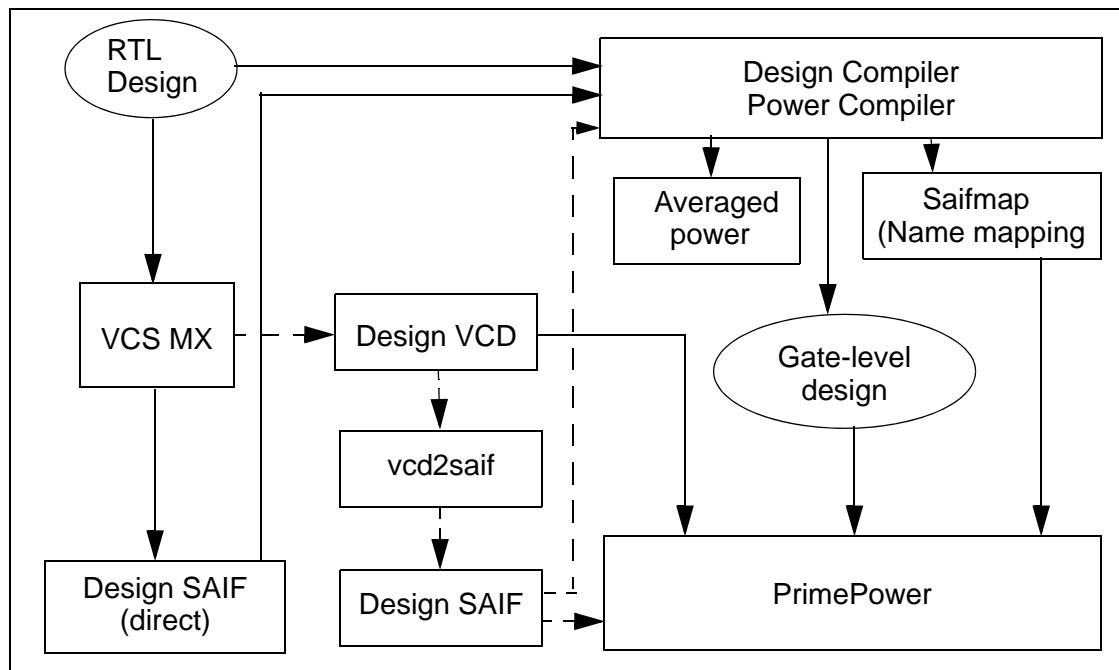 RTL
Design
Design Compiler
Power Compiler
Averaged
power
Saifmap
(Name mapping
VCS MX
Design VCD
Gate-level
design
vcd2saif
Design SAIF
(direct)
Design SAIF
PrimePower